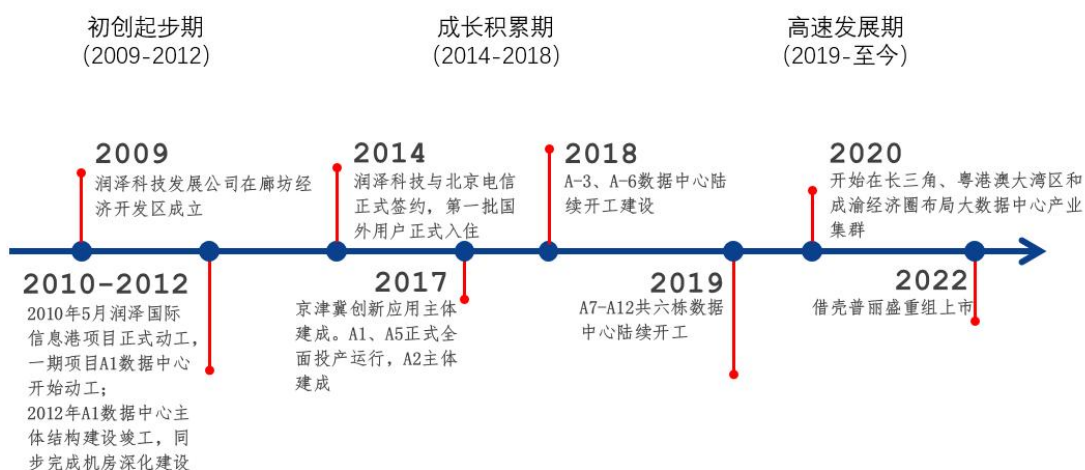 初创起步期
(2009-2012)
成长积累期
(2014-2018)
高速发展期
(2019-至今)
2009
润泽科技发展公司在廊坊经
济开发区成立
2014
润泽科技与北京电信
正式签约，第一批国
外用户正式入住
2018
A-3、A-6数据中心陆
续开工建设
2020
开始在长三角、粤港澳大湾区和
成渝经济圈布局大数据中心产业
集群
2010-2012
2010年5月润泽国际
信息港项目正式动工，
一期项目A1数据中心
开始动工；
2012年A1数据中心主
体结构建设竣工，同
步完成机房深化建设
2017
京津冀创新应用主体
建成。A1、A5正式全
面投产运行，A2主体
建成
2019
A7-A12共六栋数据
中心陆续开工
2022
借壳普丽盛重组上市